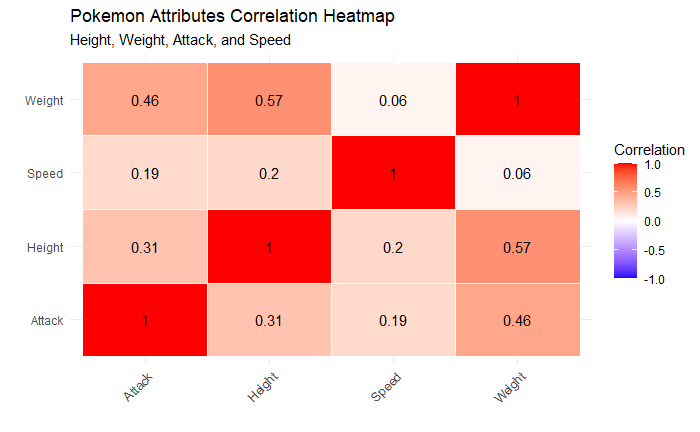 Pokemon Attributes Correlation Heatmap
Height, Weight, Attack, and Speed
Weight 0.46 0.57 0.06 1
Speed 0.19 0.2 1 0.06
Height 0.31 1 0.2 0.57
Attack 1 0.31 0.19 0.46
Attack Height Speed Weight
Correlation
1.0
0.5
0.0
-0.5
-1.0